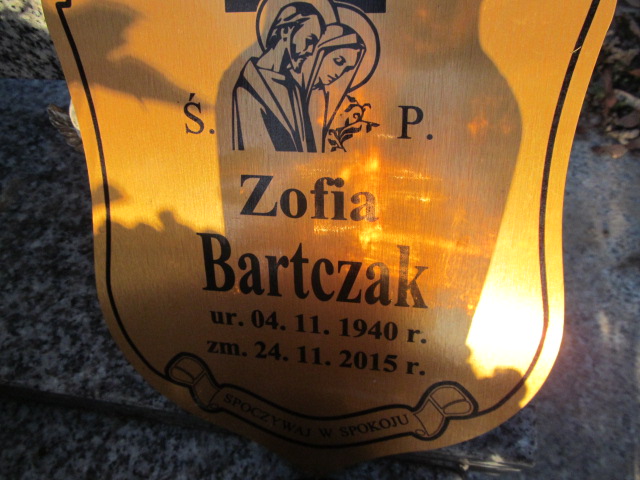 Ś. P.
Zofia
Bartczak
ur. 04. 11. 1940 r.
zm. 24. 11. 2015 r.
SPOCZYWAJ W SPOKOJU